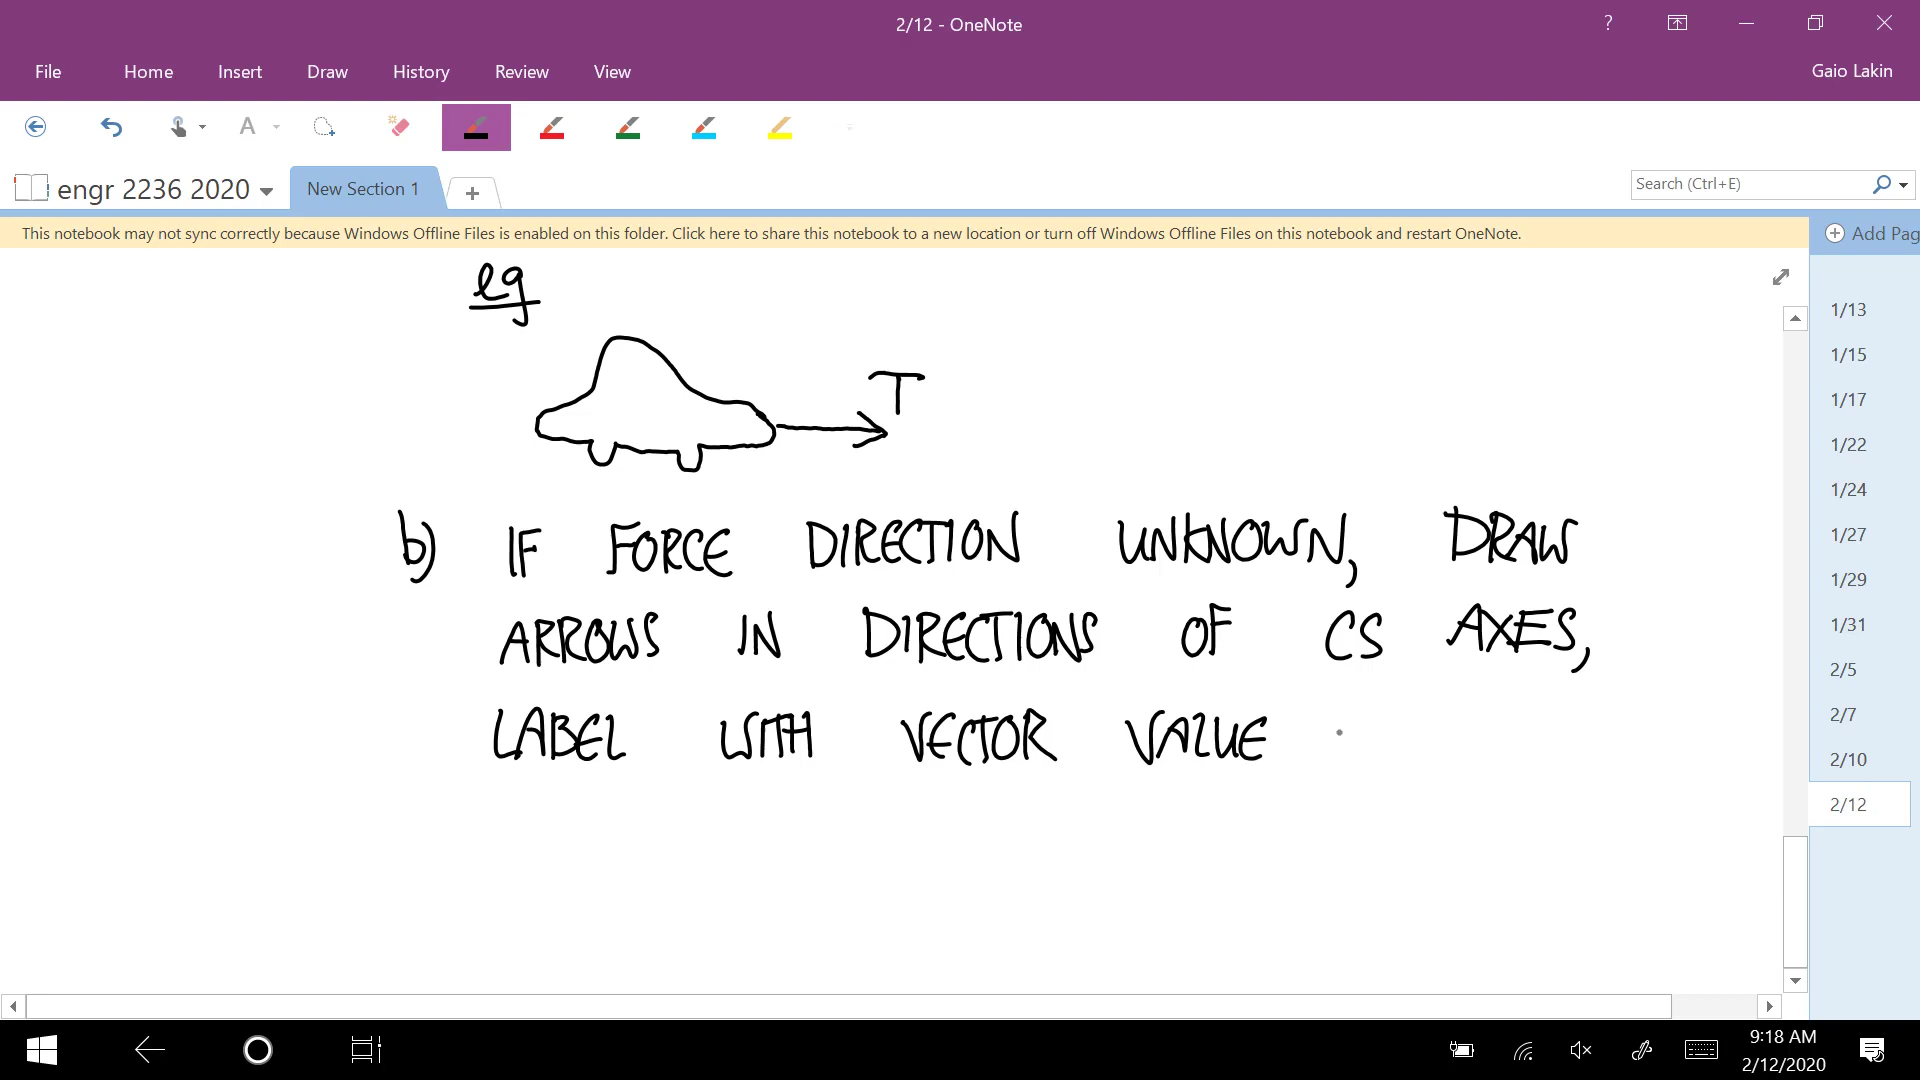 2/12 - OneNote
?
File Home Insert Draw History Review View
Gaio Lakin
A
engr 2236 2020
New Section 1
+
Search (Ctrl+E)
This notebook may not sync correctly because Windows Offline Files is enabled on this folder. Click here to share this notebook to a new location or turn off Windows Offline Files on this notebook and restart OneNote.
Add Pag
eg
T
b) IF FORCE DIRECTION UNKNOWN, DRAW
ARROWS IN DIRECTIONS OF CS AXES,
LABEL WITH VECTOR VALUE
1/13
1/15
1/17
1/22
1/24
1/27
1/29
1/31
2/5
2/7
2/10
2/12
9:18 AM
2/12/2020